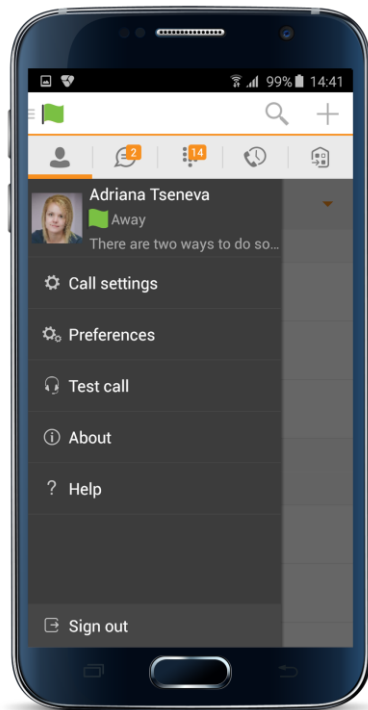 99% 14:41
2
14
Adriana Tseneva
Away
There are two ways to do so...
Call settings
Preferences
Test call
About
? Help
Sign out